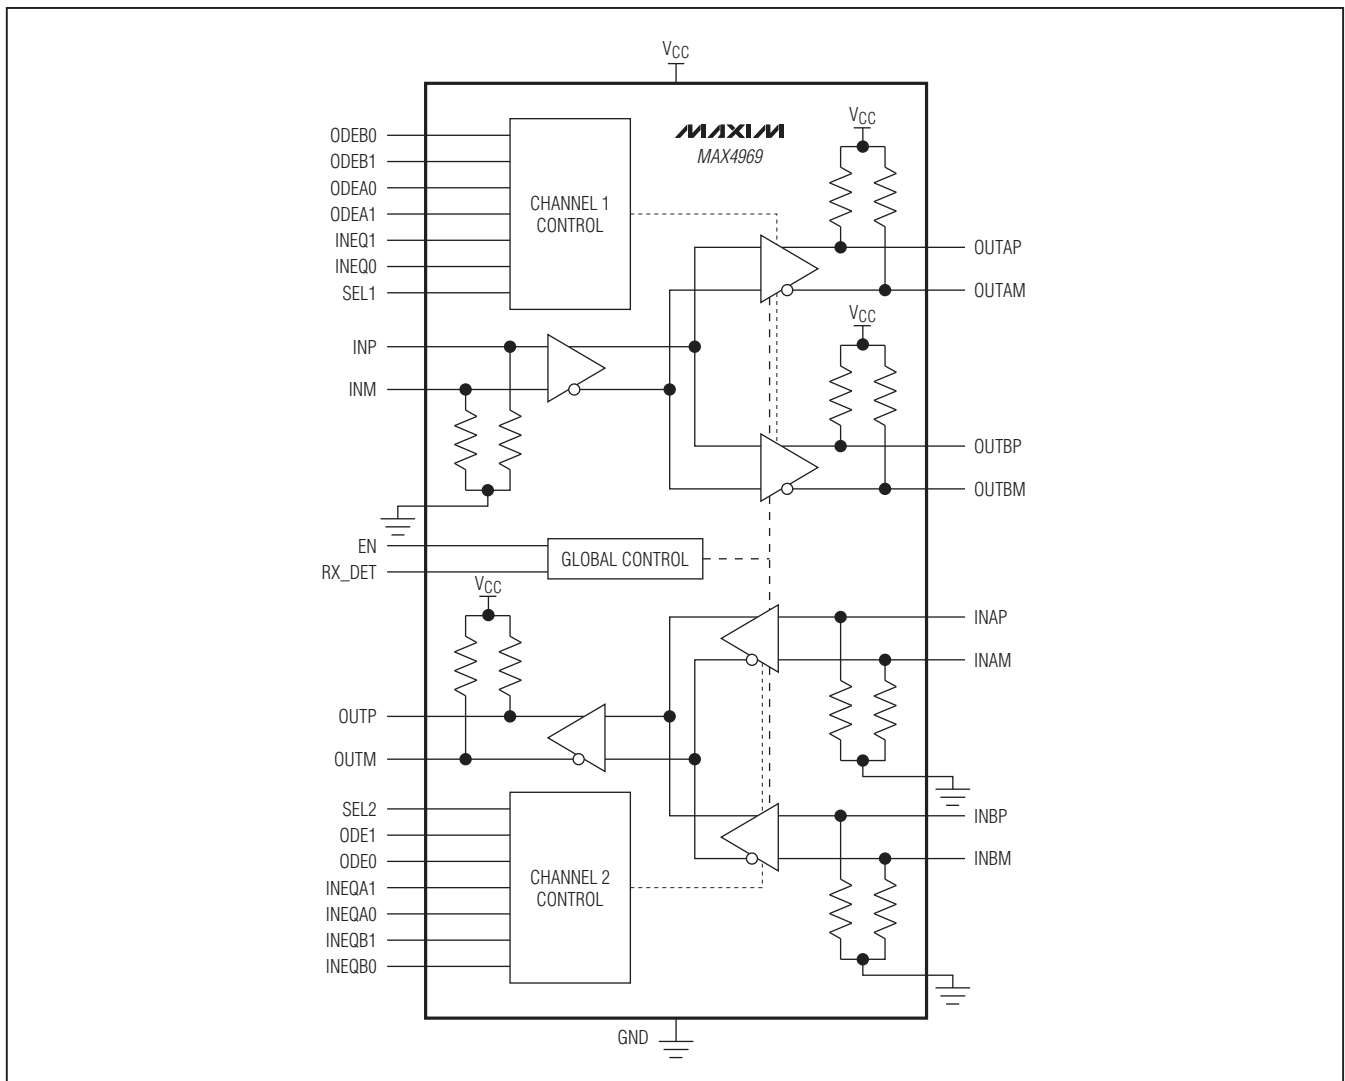 VCC
MAXIM
MAX4969
VCC
ODEB0
ODEB1
ODEA0
ODEA1
INEQ1
INEQ0
SEL1
CHANNEL 1
CONTROL
OUTAP
OUTAM
VCC
INP
INM
OUTBP
OUTBM
EN
RX_DET
GLOBAL CONTROL
VCC
INAP
INAM
OUTP
OUTM
SEL2
ODE1
ODE0
INEQA1
INEQA0
INEQB1
INEQB0
CHANNEL 2
CONTROL
INBP
INBM
GND